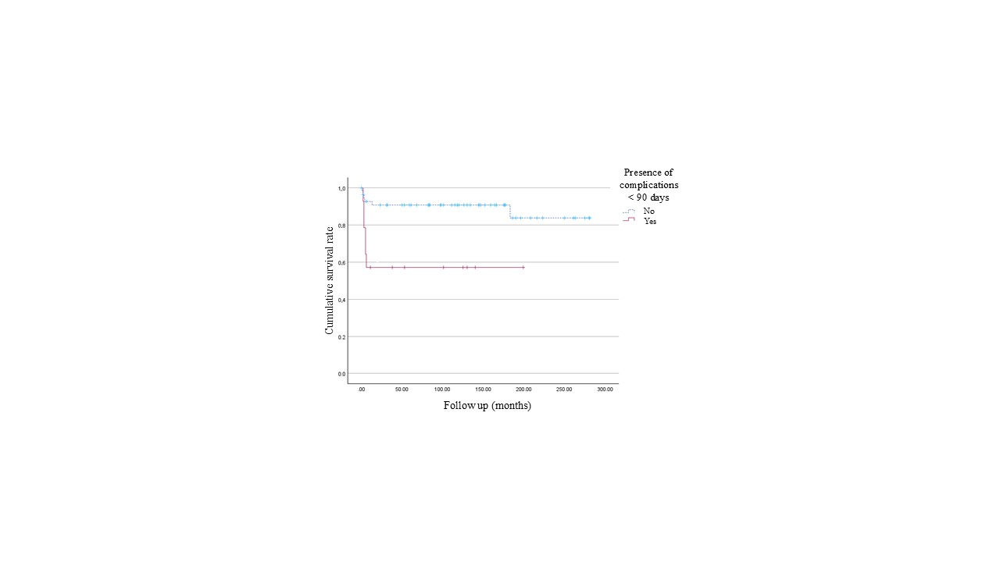 Presence of
complications
< 90 days
No
Yes
Cumulative survival rate
1,0
0,8
0,6
0,4
0.2
0.0
.00 50.00 100.00 150.00 200.00 250.00 300.00
Follow up (months)